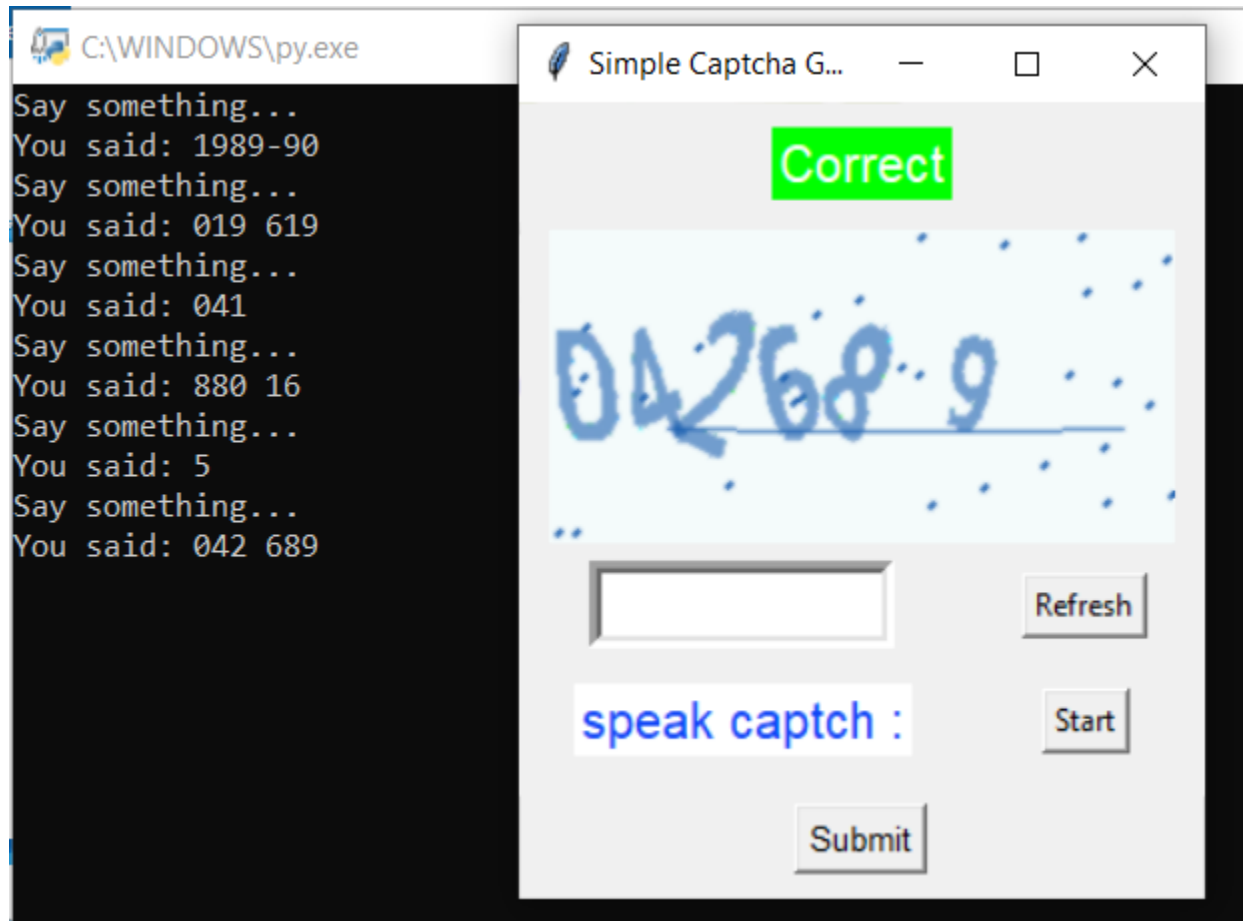 C:\WINDOWS\py.exe
Say something...
You said: 1989-90
Say something...
You said: 019 619
Say something...
You said: 041
Say something...
You said: 880 16
Say something...
You said: 5
Say something...
You said: 042 689
Simple Captcha G...
Correct
042689
Refresh
speak captch :
Start
Submit